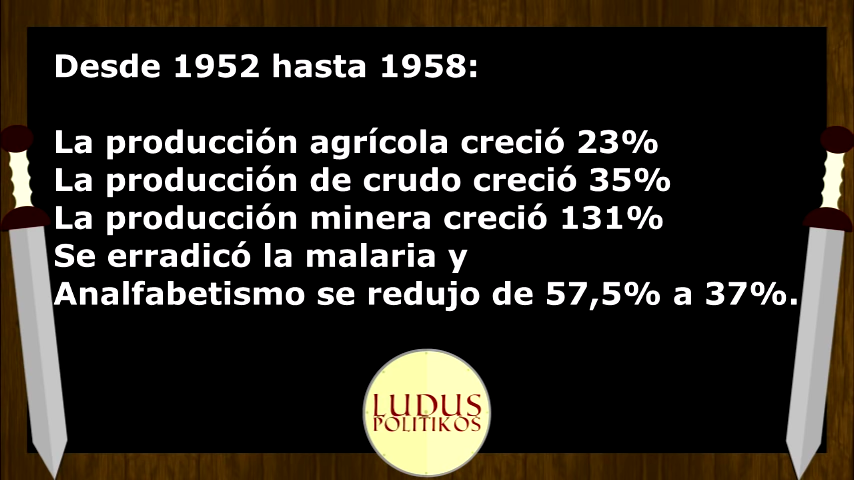 Desde 1952 hasta 1958:
La producción agrícola creció 23%
La producción de crudo creció 35%
La producción minera creció 131%
Se erradicó la malaria y
Analfabetismo se redujo de 57,5% a 37%.
LUDUS
POLITIKOS